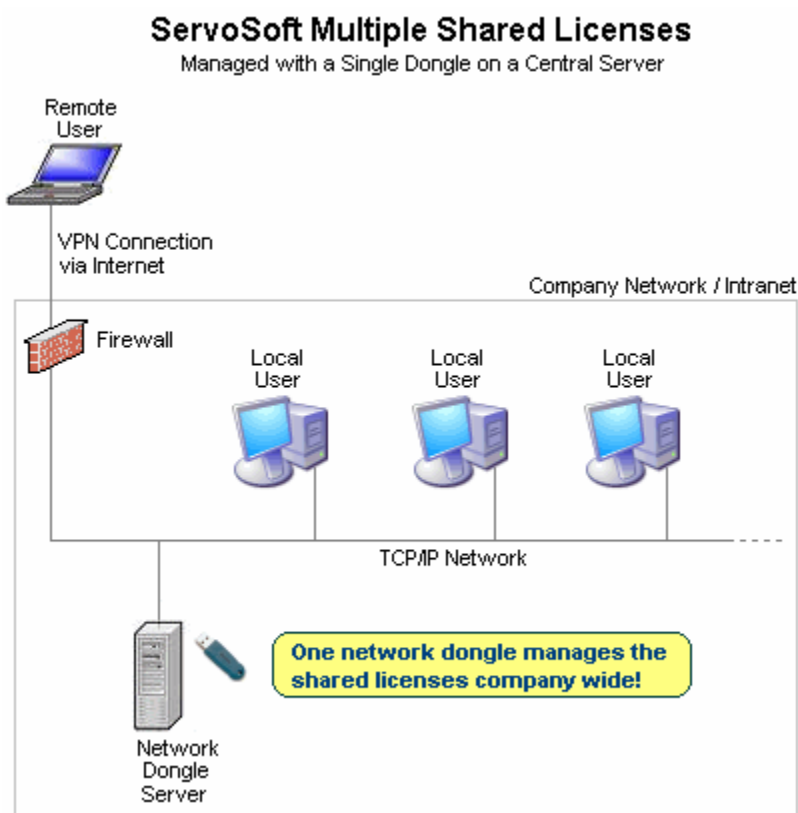 ServoSoft Multiple Shared Licenses
Managed with a Single Dongle on a Central Server
Remote
User
VPN Connection
via Internet
Company Network / Intranet
Firewall
Local
User
Local
User
Local
User
TCP/IP Network
One network dongle manages the
shared licenses company wide!
Network
Dongle
Server